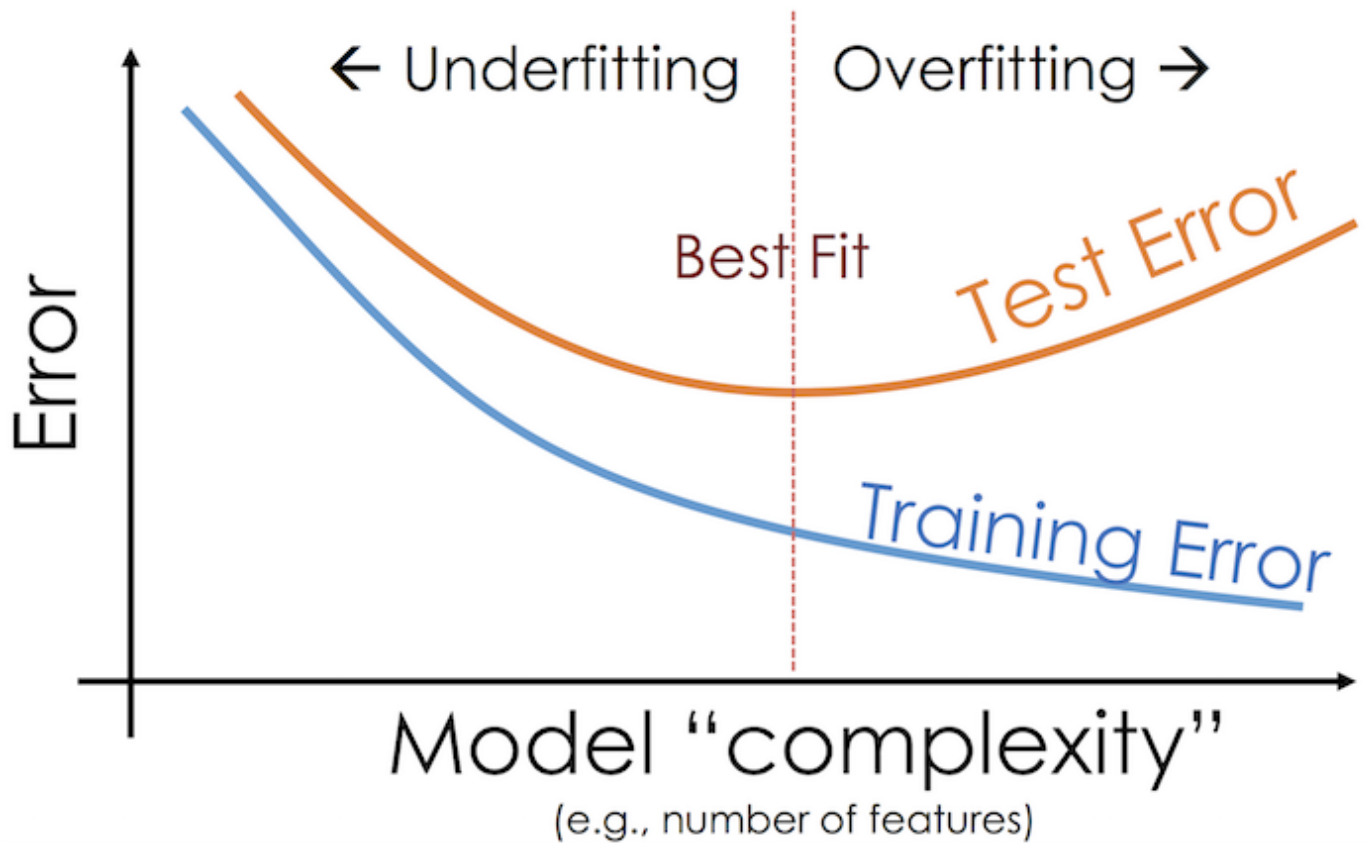 ← Underfitting
Overfitting →
Best Fit
Test Error
Error
Training Error
Model “complexity”
(e.g., number of features)